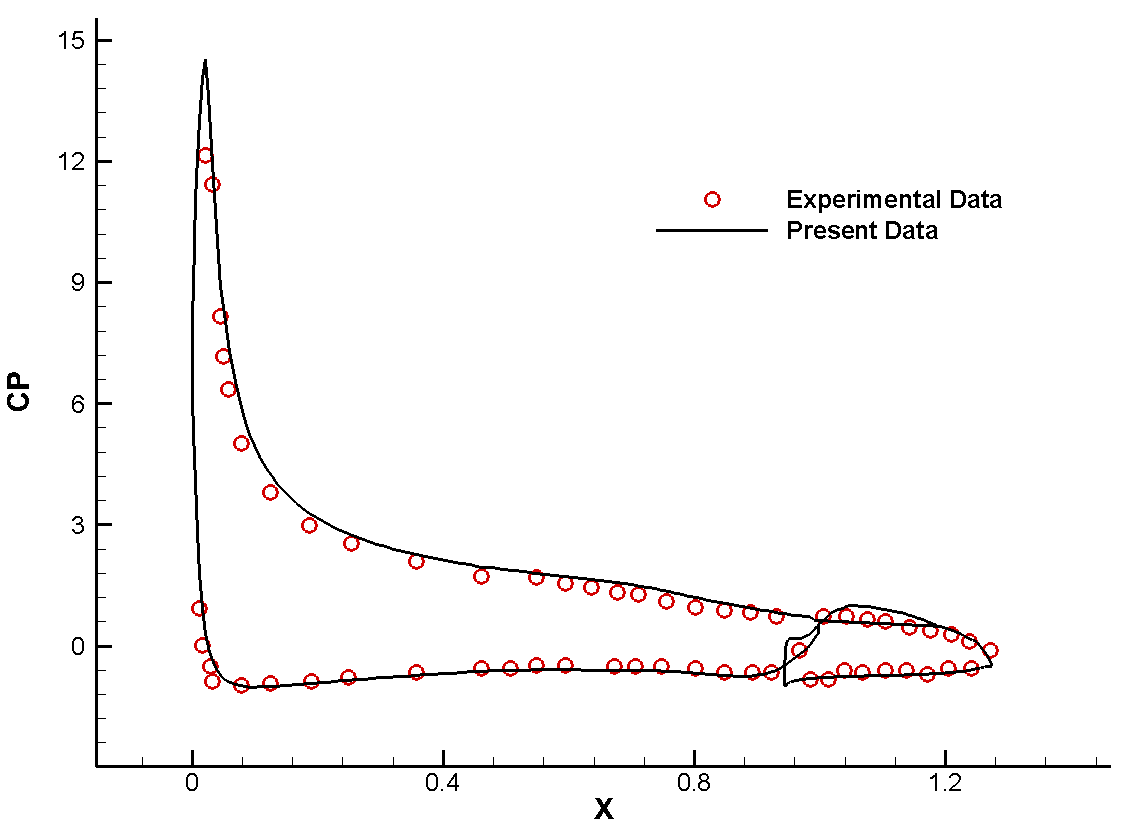 15
12
9
6
3
0
CP
Experimental Data
Present Data
0
0.4
0.8
1.2
X